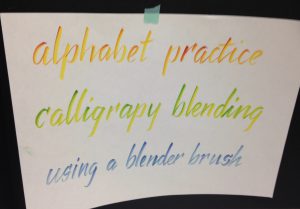 alphabet practice
calligrapy blending
using a blender brush